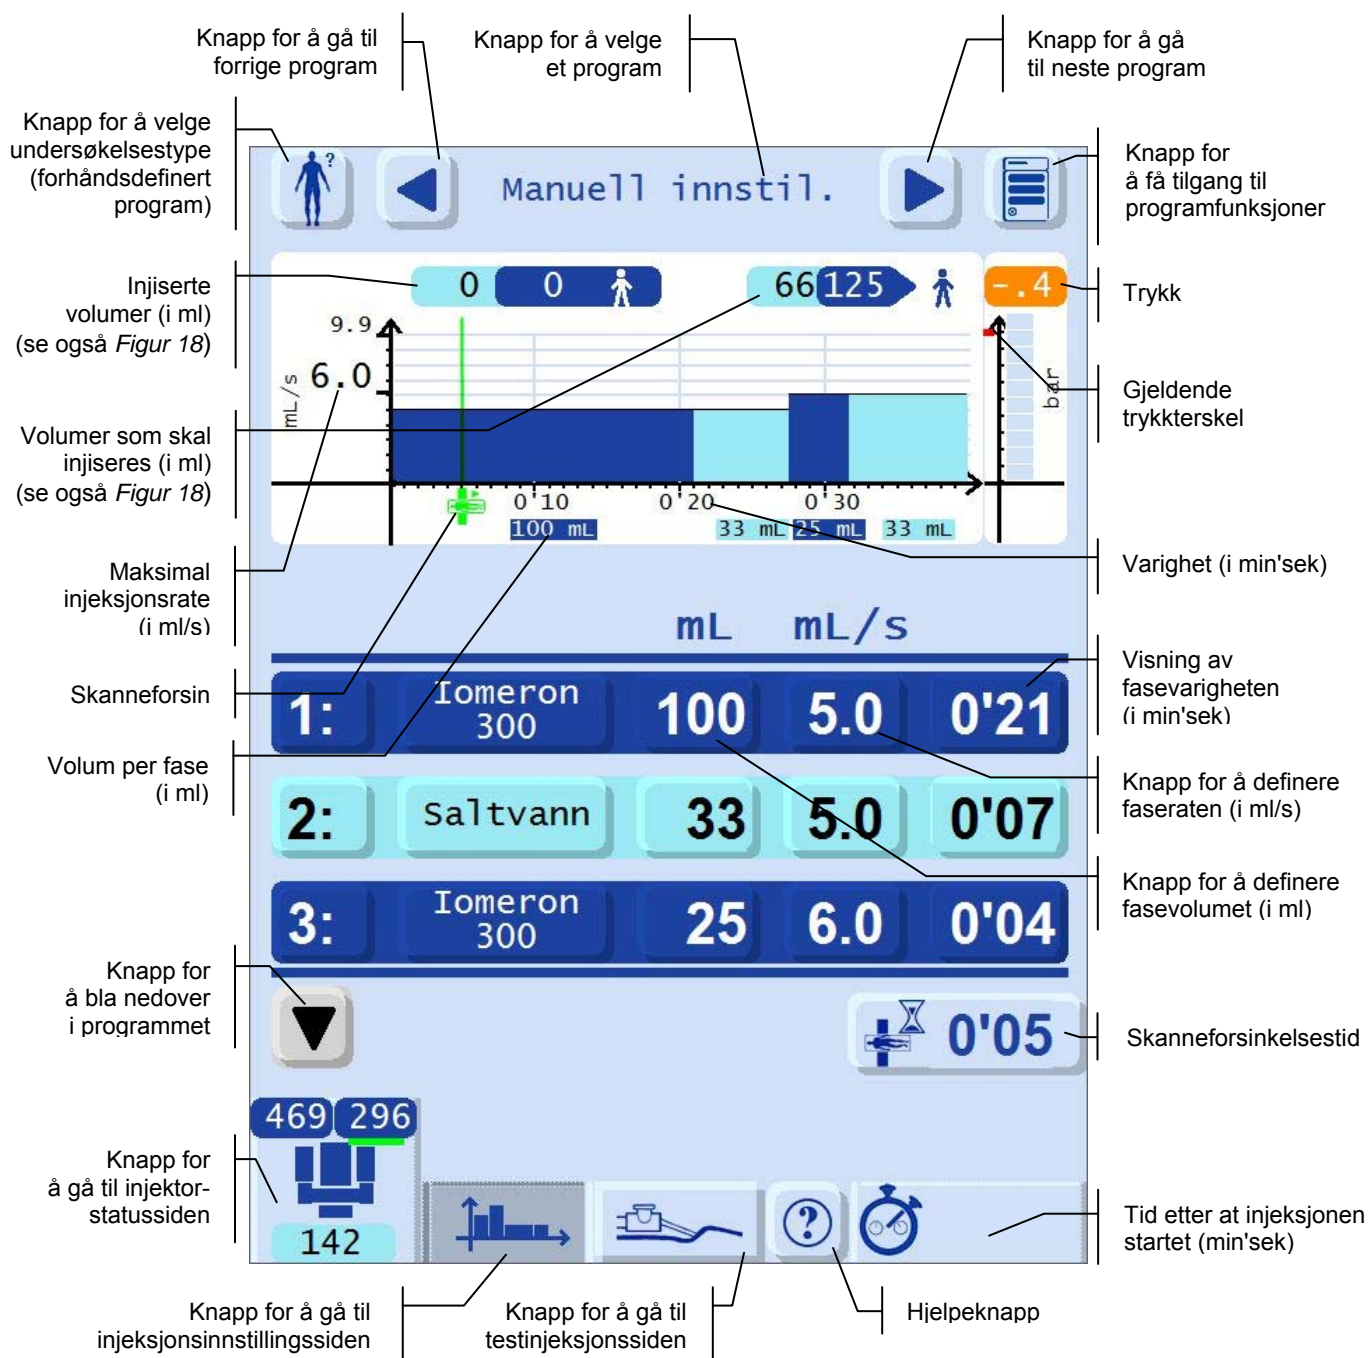 Knapp for å gå til
forrige program
Knapp for å velge
et program
Knapp for å gå
til neste program
Knapp for å velge
undersøkelsestype
(forhåndsdefinert
program)
Knapp for
å få tilgang til
programfunksjoner
?
Manuell innstil.
Injiserte
volumer (i ml)
(se også Figur 18)
0 0
66 125
-.4
Trykk
9.9
6.0
mL/s
bar
Gjeldende
trykkterskel
Volumer som skal
injiseres (i ml)
(se også Figur 18)
0'10 0'20 0'30
100 mL 33 mL 25 mL 33 mL
Maksimal
injeksjonsrate
(i ml/s)
Varighet (i min'sek)
mL mL/s
Visning av
fasevarigheten
(i min'sek)
Skanneforsin
1: Iomeron 300 100 5.0 0'21
Volum per fase
(i ml)
Knapp for å definere
faseraten (i ml/s)
2: Saltvann 33 5.0 0'07
Knapp for å definere
fasevolumet (i ml)
3: Iomeron 300 25 6.0 0'04
Knapp for
å bla nedover
i programmet
0'05
Skanneforsinkelsestid
469 296
Knapp for
å gå til injektor-
statussiden
142
?
Tid etter at injeksjonen
startet (min'sek)
Knapp for å gå til
injeksjonsinnstillingssiden
Knapp for å gå til
testinjeksjonssiden
Hjelpeknapp